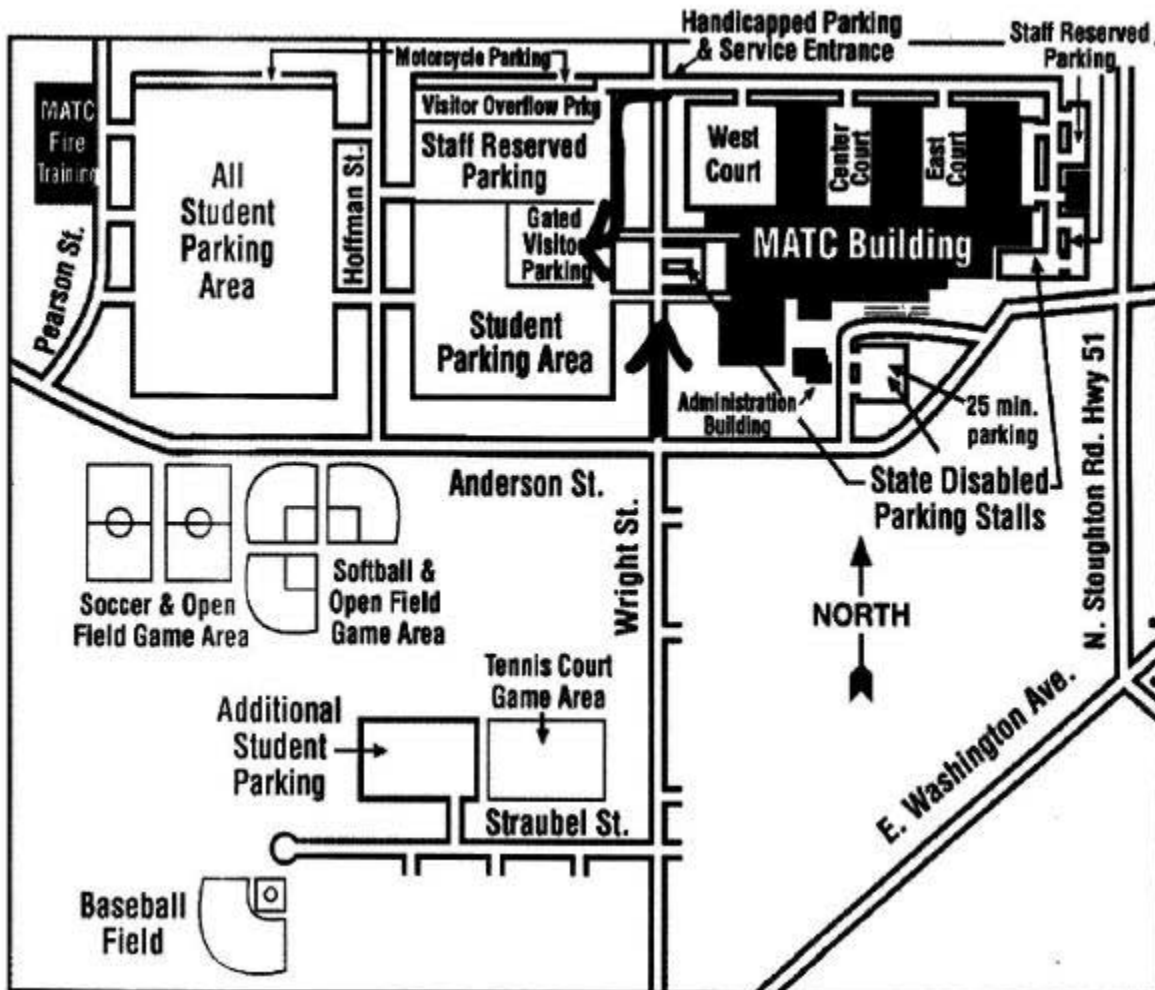 Handicapped Parking
& Service Entrance
Staff Reserved
Parking
Motorcycle Parking
Visitor Overflow Prkg
Staff Reserved
Parking
MATC
Fire
Training
All
Student
Parking
Area
Hoffman St.
Pearson St.
Gated
Visitor
Parking
Student
Parking Area
West
Court
Center
Court
East
Court
MATC Building
Administration
Building
25 min.
parking
State Disabled
Parking Stalls
N. Stoughton Rd. Hwy 51
Anderson St.
Wright St.
Soccer & Open
Field Game Area
Softball &
Open Field
Game Area
NORTH
Tennis Court
Game Area
Additional
Student
Parking
Straubel St.
E. Washington Ave.
Baseball
Field